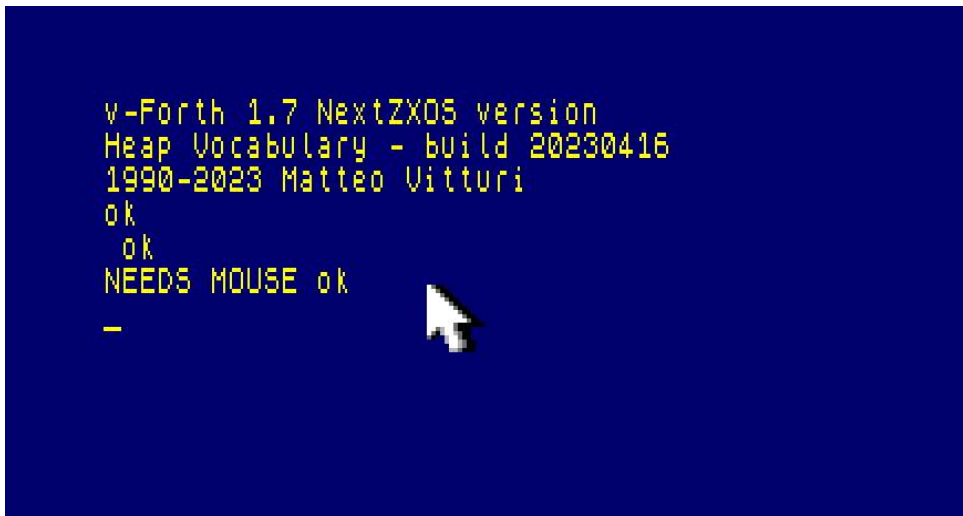 v-Forth 1.7 NextZXOS version
Heap Vocabulary - build 20230416
1990-2023 Matteo Vitturi
ok
ok
NEEDS MOUSE ok
_